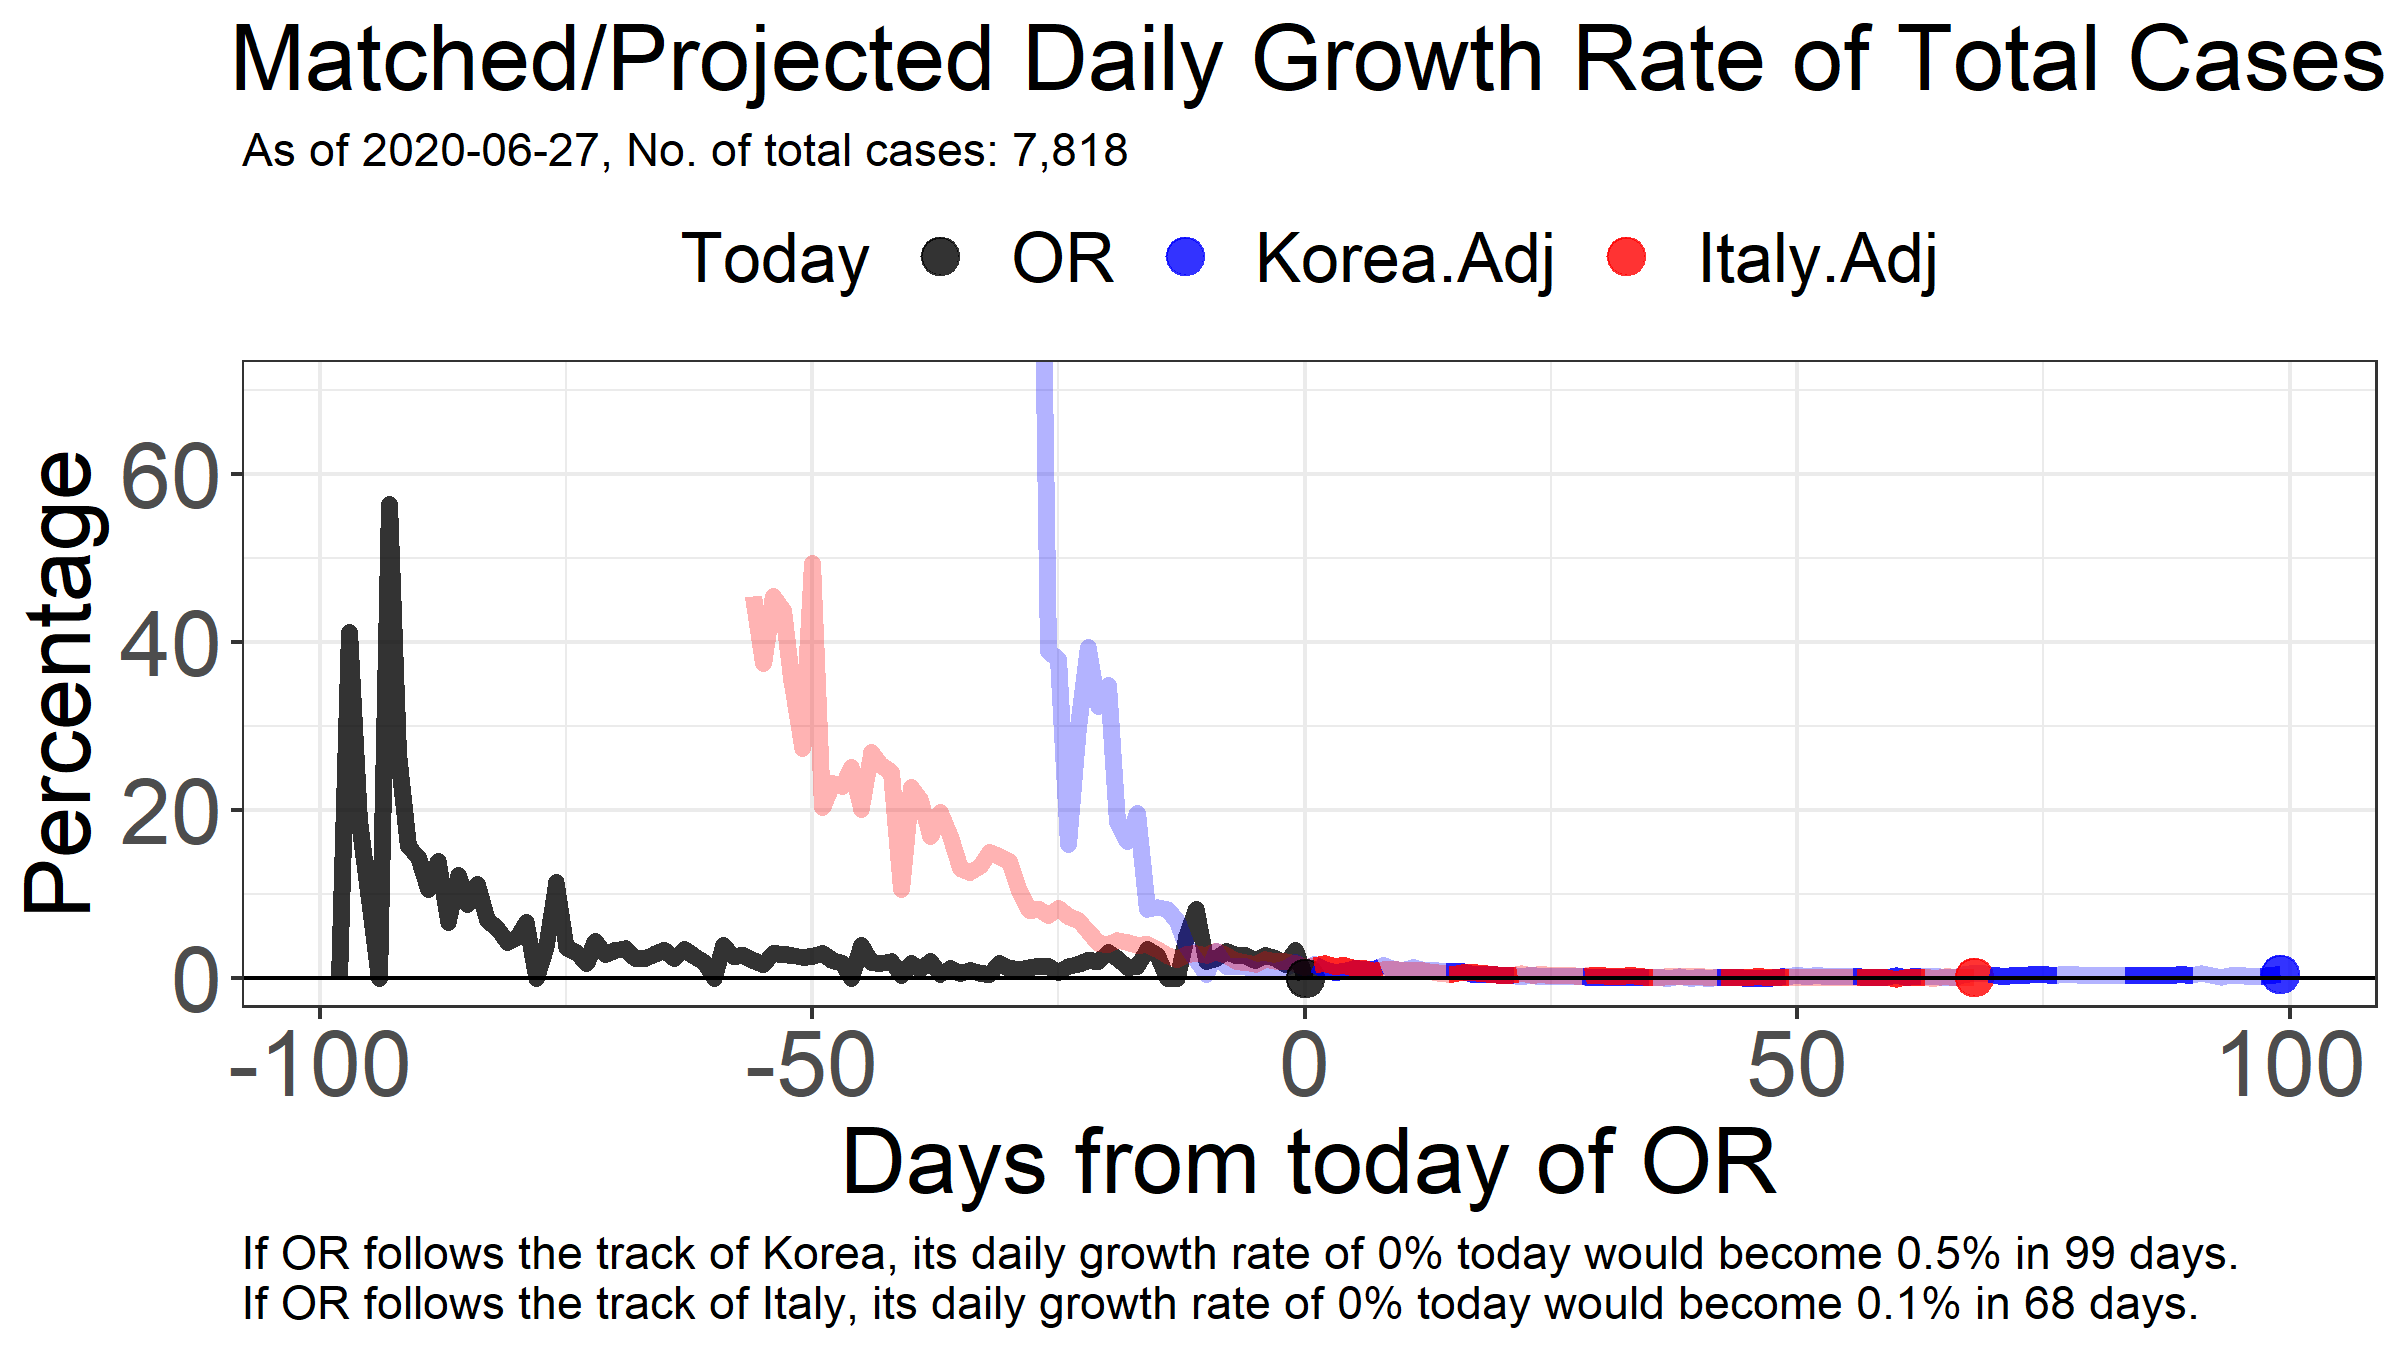 Matched/Projected Daily Growth Rate of Total Cases
As of 2020-06-27, No. of total cases: 7,818
Today OR Korea.Adj Italy.Adj
Percentage
60
40
20
0
-100 -50 0 50 100
Days from today of OR
If OR follows the track of Korea, its daily growth rate of 0% today would become 0.5% in 99 days.
If OR follows the track of Italy, its daily growth rate of 0% today would become 0.1% in 68 days.